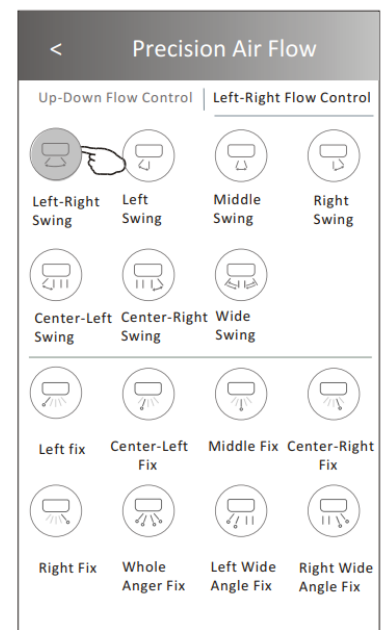 < Precision Air Flow
Up-Down Flow Control | Left-Right Flow Control
Left-Right Swing
Left Swing
Middle Swing
Right Swing
Center-Left Swing
Center-Right Swing
Wide Swing
Left fix
Center-Left Fix
Middle Fix
Center-Right Fix
Right Fix
Whole Anger Fix
Left Wide Angle Fix
Right Wide Angle Fix